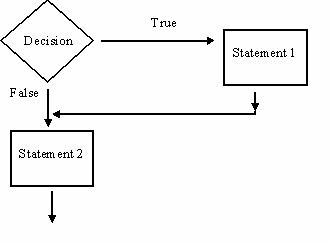 True
Decision
Statement 1
False
Statement 2